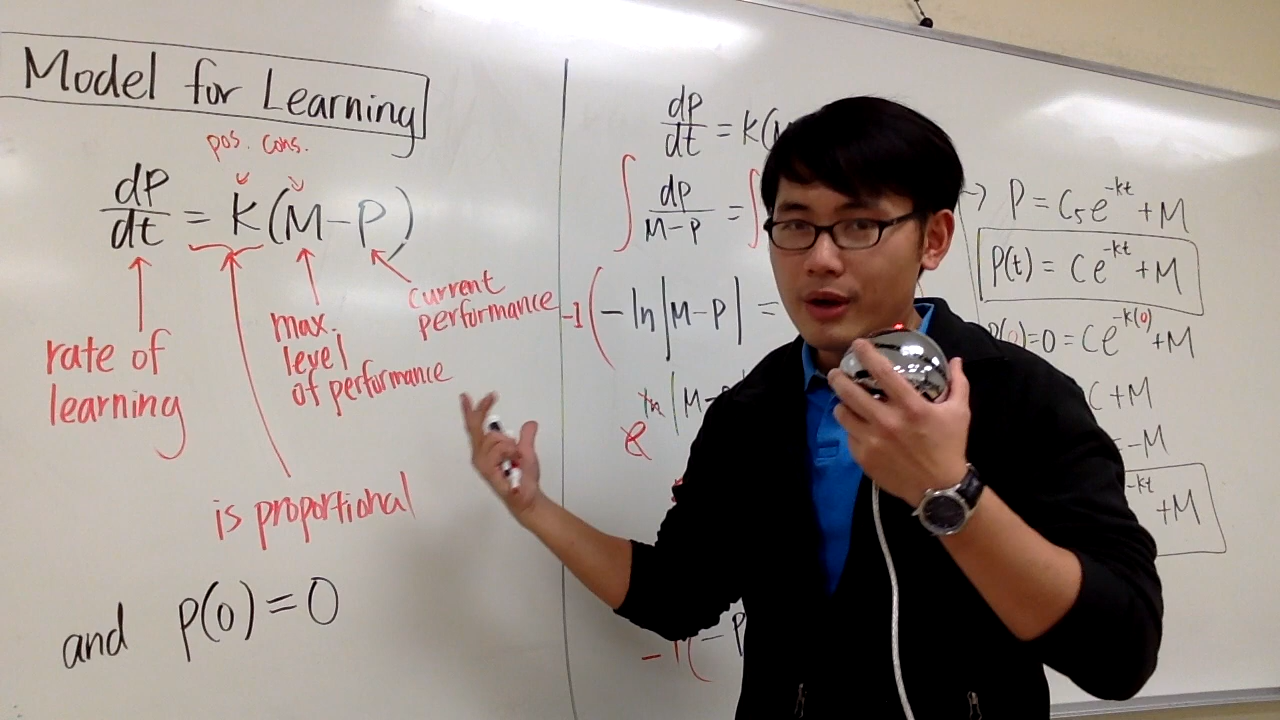 Model for Learning
pos. cons.
dP/dt = k(M-P)
rate of learning
max. level of performance
current performance
is proportional
and P(0)=0
dP/dt = k(
∫ dP/M-P = ∫
-1(-ln|M-P| =
e^ln |M-
-1(-P
→ P = C₅e^-kt +M
P(t) = Ce^-kt +M
P(0)=0=Ce^-k(0) +M
C+M
=-M
-kt +M